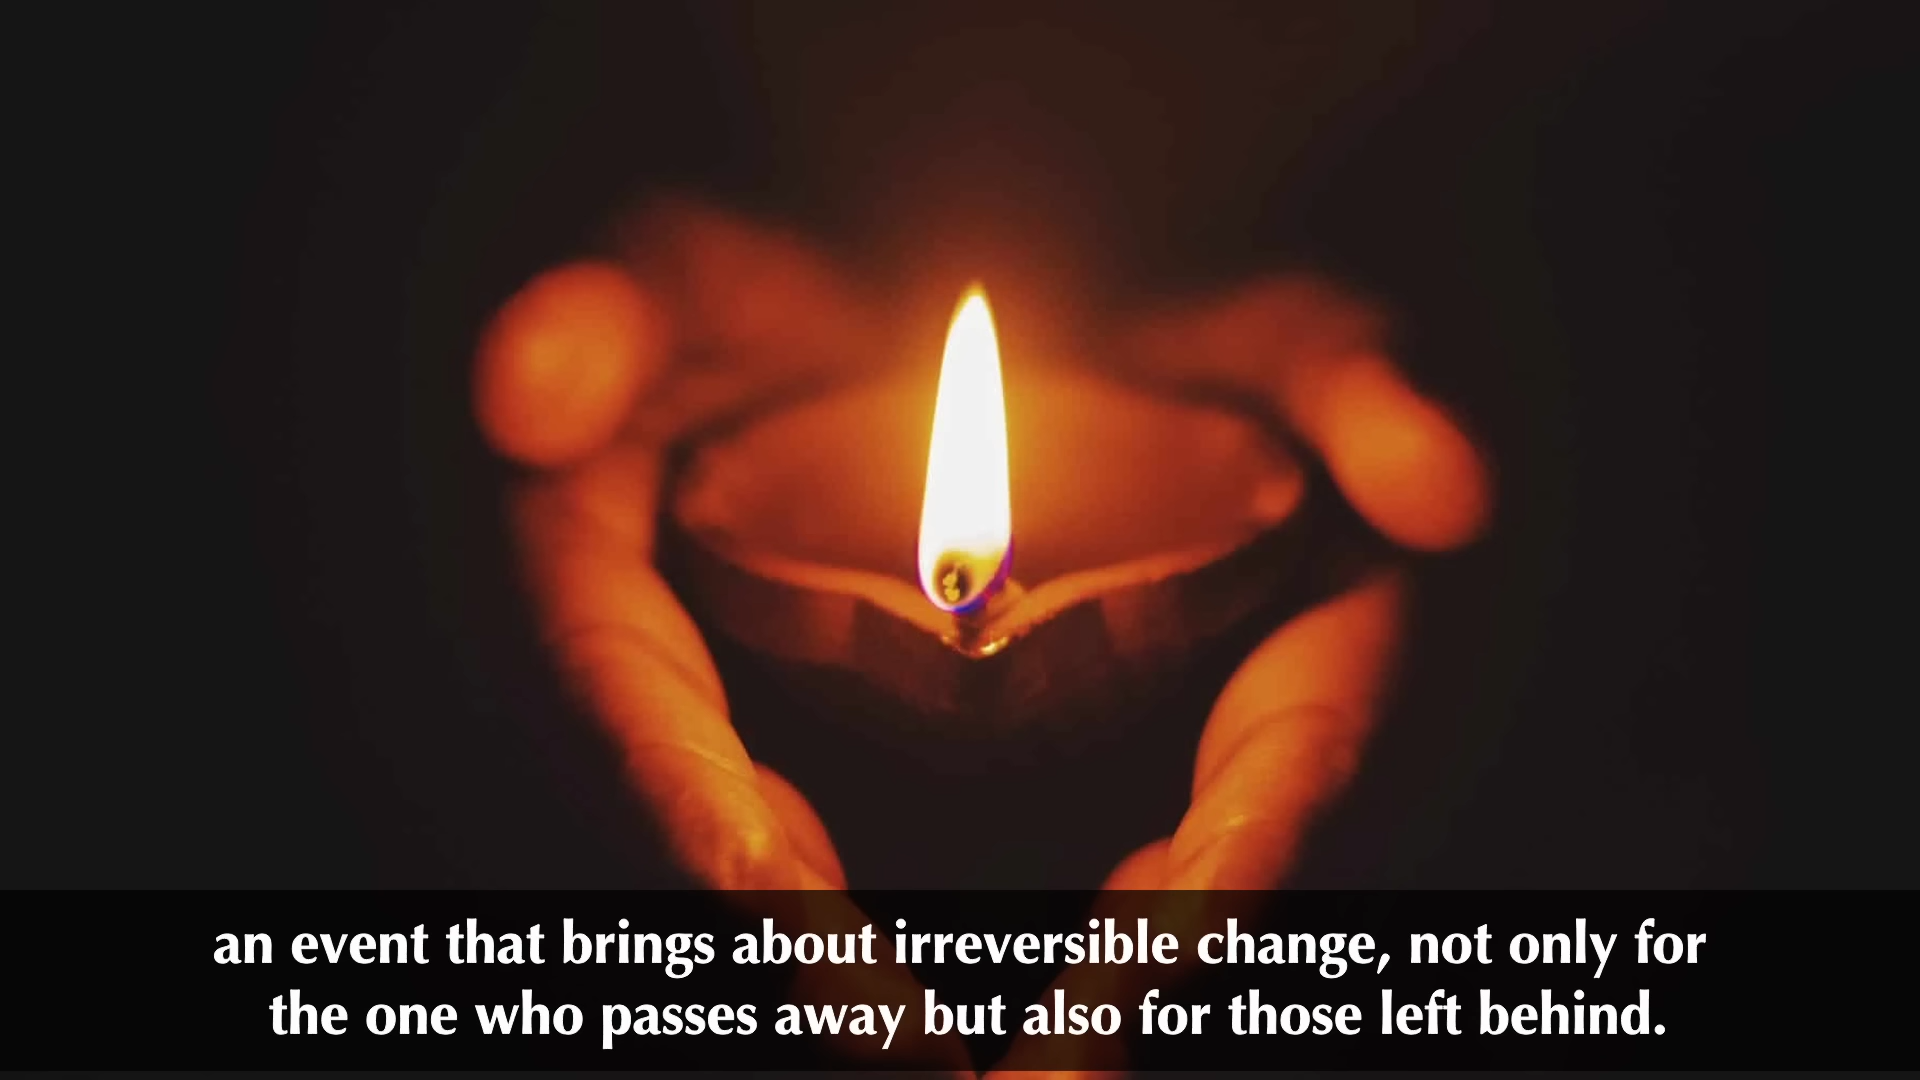 an event that brings about irreversible change, not only for
the one who passes away but also for those left behind.